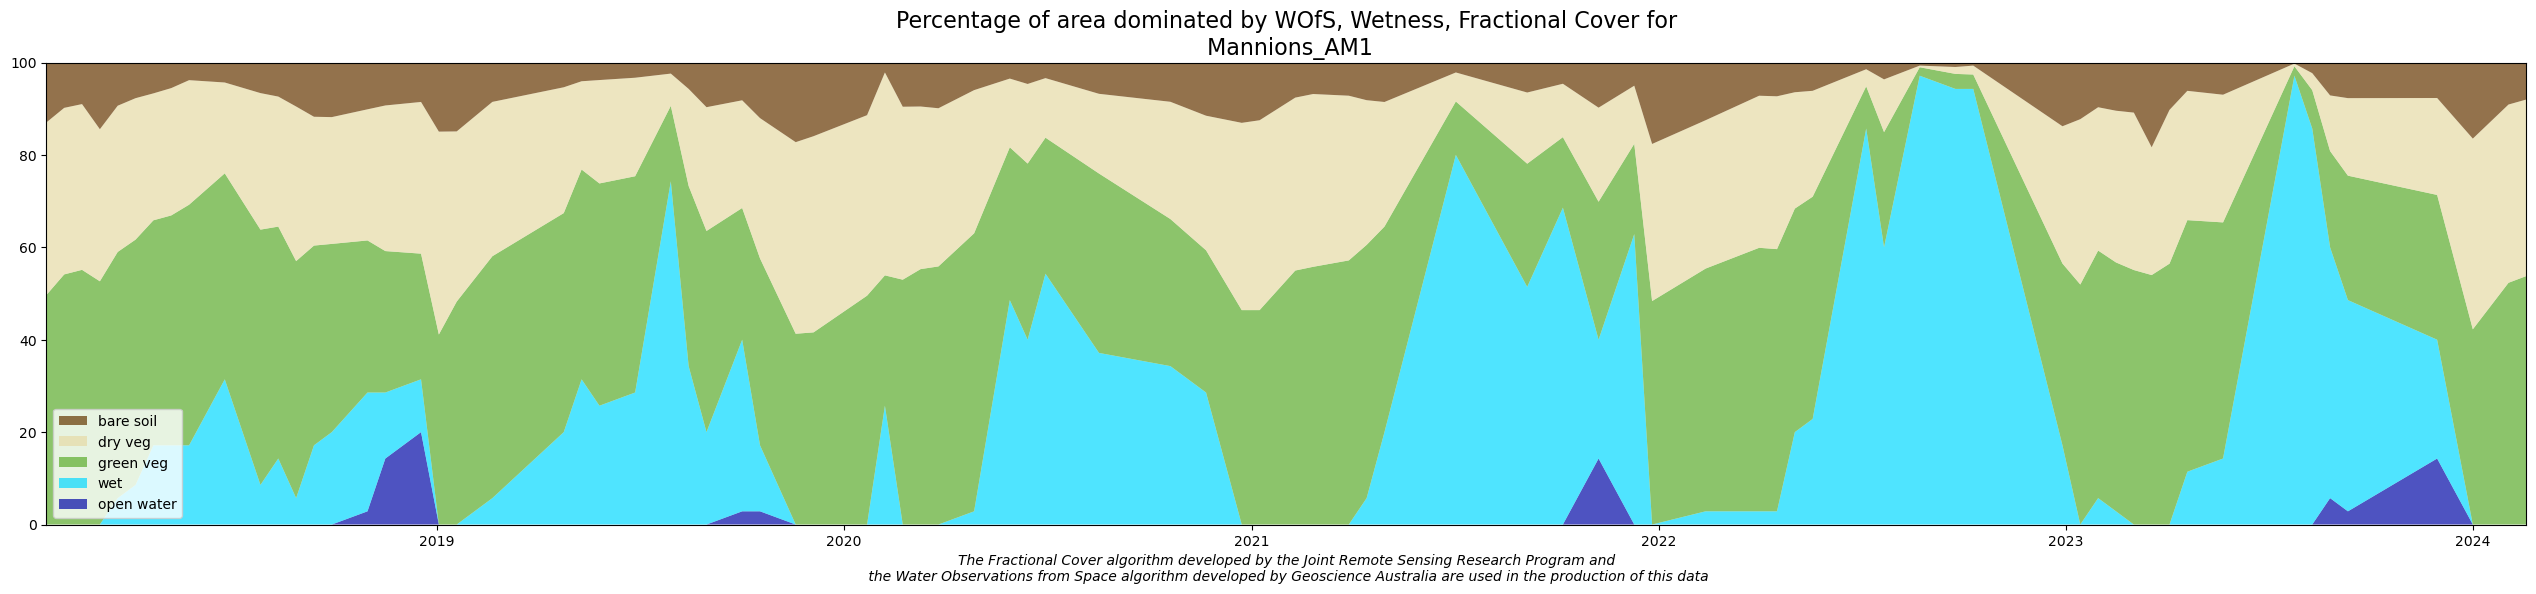 Percentage of area dominated by WOfS, Wetness, Fractional Cover for
Mannions_AM1
100
80
60
40
20
0
bare soil
dry veg
green veg
wet
open water
2019
2020
2021
2022
2023
2024
The Fractional Cover algorithm developed by the Joint Remote Sensing Research Program and
the Water Observations from Space algorithm developed by Geoscience Australia are used in the production of this data